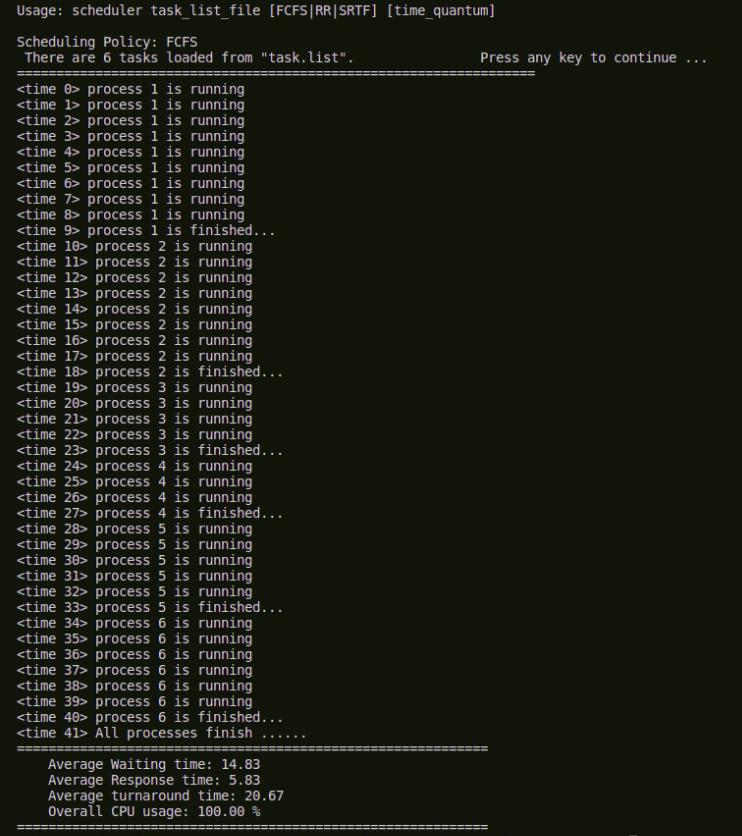 Usage: scheduler task_list_file [FCFS|RR|SRTF] [time_quantum]
Scheduling Policy: FCFS
There are 6 tasks loaded from "task.list". Press any key to continue ...
==================================================================
<time 0> process 1 is running
<time 1> process 1 is running
<time 2> process 1 is running
<time 3> process 1 is running
<time 4> process 1 is running
<time 5> process 1 is running
<time 6> process 1 is running
<time 7> process 1 is running
<time 8> process 1 is running
<time 9> process 1 is finished...
<time 10> process 2 is running
<time 11> process 2 is running
<time 12> process 2 is running
<time 13> process 2 is running
<time 14> process 2 is running
<time 15> process 2 is running
<time 16> process 2 is running
<time 17> process 2 is running
<time 18> process 2 is finished...
<time 19> process 3 is running
<time 20> process 3 is running
<time 21> process 3 is running
<time 22> process 3 is running
<time 23> process 3 is finished...
<time 24> process 4 is running
<time 25> process 4 is running
<time 26> process 4 is running
<time 27> process 4 is finished...
<time 28> process 5 is running
<time 29> process 5 is running
<time 30> process 5 is running
<time 31> process 5 is running
<time 32> process 5 is running
<time 33> process 5 is finished...
<time 34> process 6 is running
<time 35> process 6 is running
<time 36> process 6 is running
<time 37> process 6 is running
<time 38> process 6 is running
<time 39> process 6 is running
<time 40> process 6 is finished...
<time 41> All processes finish ......
============================================================
Average Waiting time: 14.83
Average Response time: 5.83
Average turnaround time: 20.67
Overall CPU usage: 100.00 %
============================================================